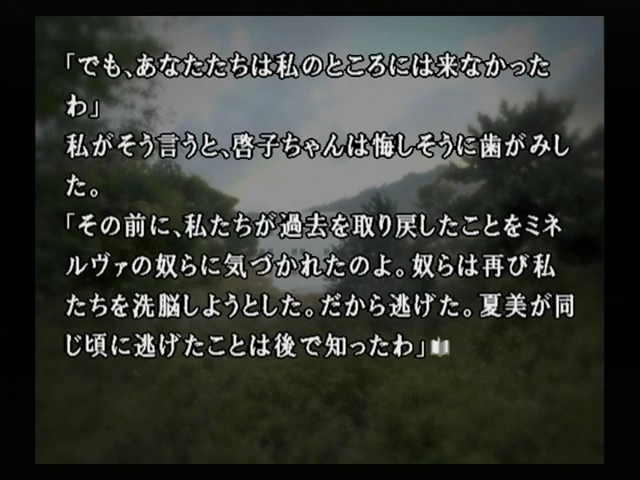 「でも、あなたたちは私のところには来なかった
わ」
私がそう言うと、啓子ちゃんは悔しそうに歯がみし
た。
「その前に、私たちが過去を取り戻したことをミネ
ルヴァの奴らに気づかれたのよ。奴らは再び私
たちを洗脳しようとした。だから逃げた。夏美が同
じ頃に逃げたことは後で知ったわ」